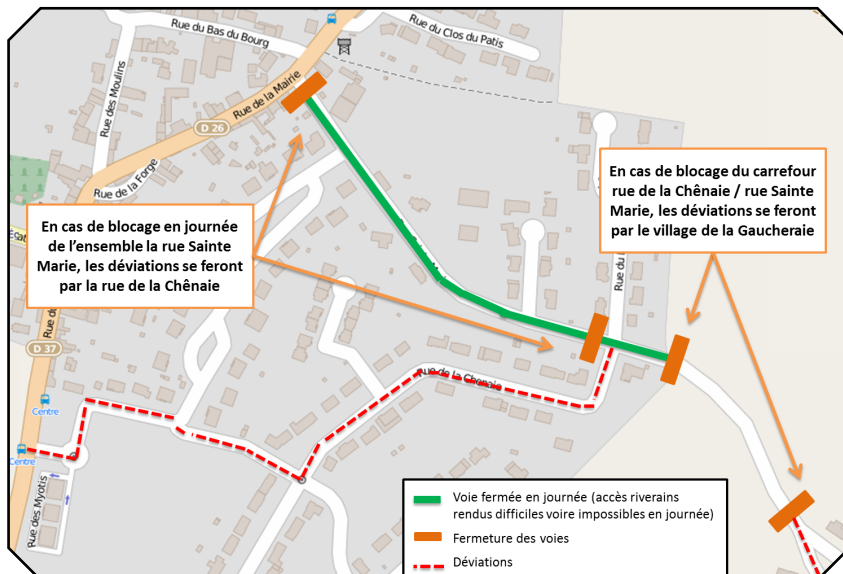 Rue du Bas du Bourg
Rue du Clos du Patis
Rue des Moulins
Rue de la Mairie
D 26
Rue de la Forge
En cas de blocage en journée
de l'ensemble la rue Sainte
Marie, les déviations se feront
par la rue de la Chênaie
En cas de blocage du carrefour
rue de la Chênaie / rue Sainte
Marie, les déviations se feront
par le village de la Gaucheraie
Rue du
D 37
Rue de la Chenaie
Centre
Centre
Rue des Myotis
Voie fermée en journée (accès riverains
rendus difficiles voire impossibles en journée)
Fermeture des voies
Déviations